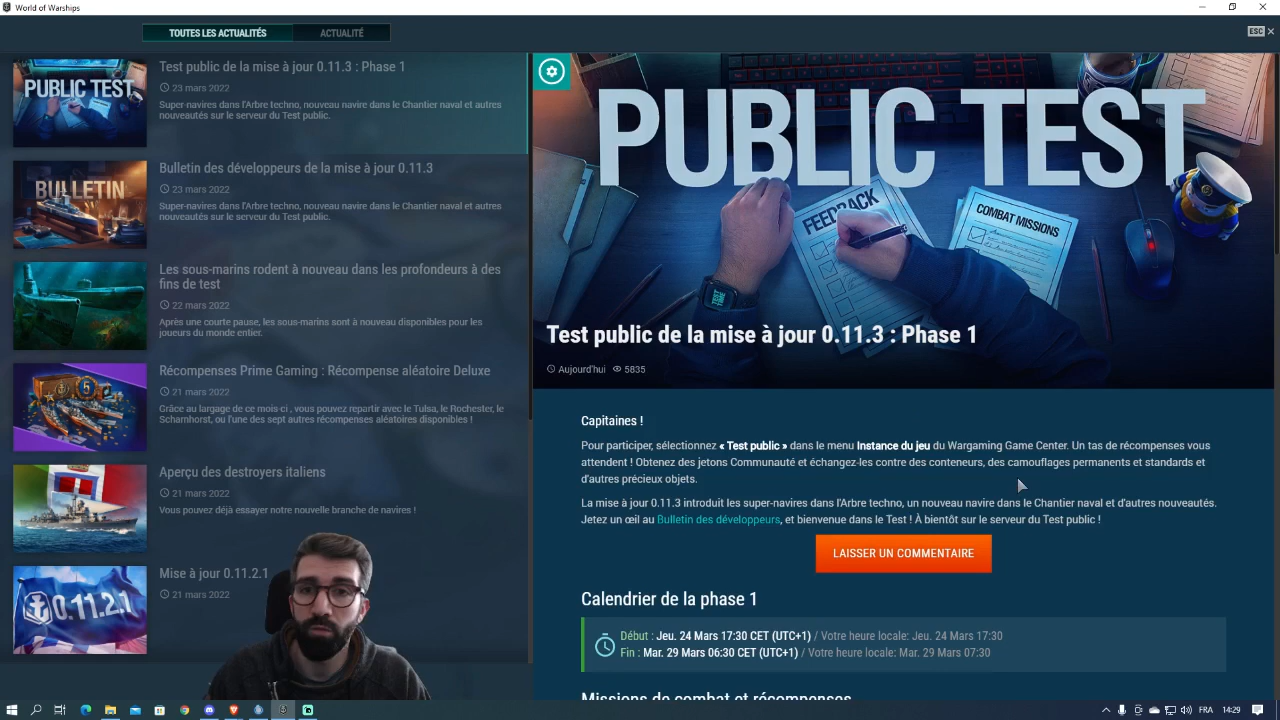 World of Warships
TOUTES LES ACTUALITÉS
ACTUALITÉ
ESC
PUBLIC TEST
Test public de la mise à jour 0.11.3 : Phase 1
23 mars 2022
Super-navires dans l'Arbre techno, nouveau navire dans le Chantier naval et autres
nouveautés sur le serveur du Test public.
BULLETIN
Bulletin des développeurs de la mise à jour 0.11.3
23 mars 2022
Super-navires dans l'Arbre techno, nouveau navire dans le Chantier naval et autres
nouveautés sur le serveur du Test public.
Les sous-marins rodent à nouveau dans les profondeurs à des
fins de test
22 mars 2022
Après une courte pause, les sous-marins sont à nouveau disponibles pour les
joueurs du monde entier.
5
Récompenses Prime Gaming : Récompense aléatoire Deluxe
21 mars 2022
Grâce au largage de ce mois-ci , vous pouvez repartir avec le Tulsa, le Rochester, le
Scharnhorst, ou l'une des sept autres récompenses aléatoires disponibles !
Aperçu des destroyers italiens
21 mars 2022
Vous pouvez déjà essayer notre nouvelle branche de navires !
0.11.2.1
Mise à jour 0.11.2.1
21 mars 2022
PUBLIC TEST
FEEDBACK
COMBAT MISSIONS
TEST TIME
Test public de la mise à jour 0.11.3 : Phase 1
Aujourd'hui 5835
Capitaines !
Pour participer, sélectionnez « Test public » dans le menu Instance du jeu du Wargaming Game Center. Un tas de récompenses vous
attendent ! Obtenez des jetons Communauté et échangez-les contre des conteneurs, des camouflages permanents et standards et
d'autres précieux objets.
La mise à jour 0.11.3 introduit les super-navires dans l'Arbre techno, un nouveau navire dans le Chantier naval et d'autres nouveautés.
Jetez un œil au Bulletin des développeurs, et bienvenue dans le Test ! À bientôt sur le serveur du Test public !
LAISSER UN COMMENTAIRE
Calendrier de la phase 1
Début : Jeu. 24 Mars 17:30 CET (UTC+1) / Votre heure locale: Jeu. 24 Mars 17:30
Fin : Mar. 29 Mars 06:30 CET (UTC+1) / Votre heure locale: Mar. 29 Mars 07:30
Missions de combat et récompenses
FRA
14:29